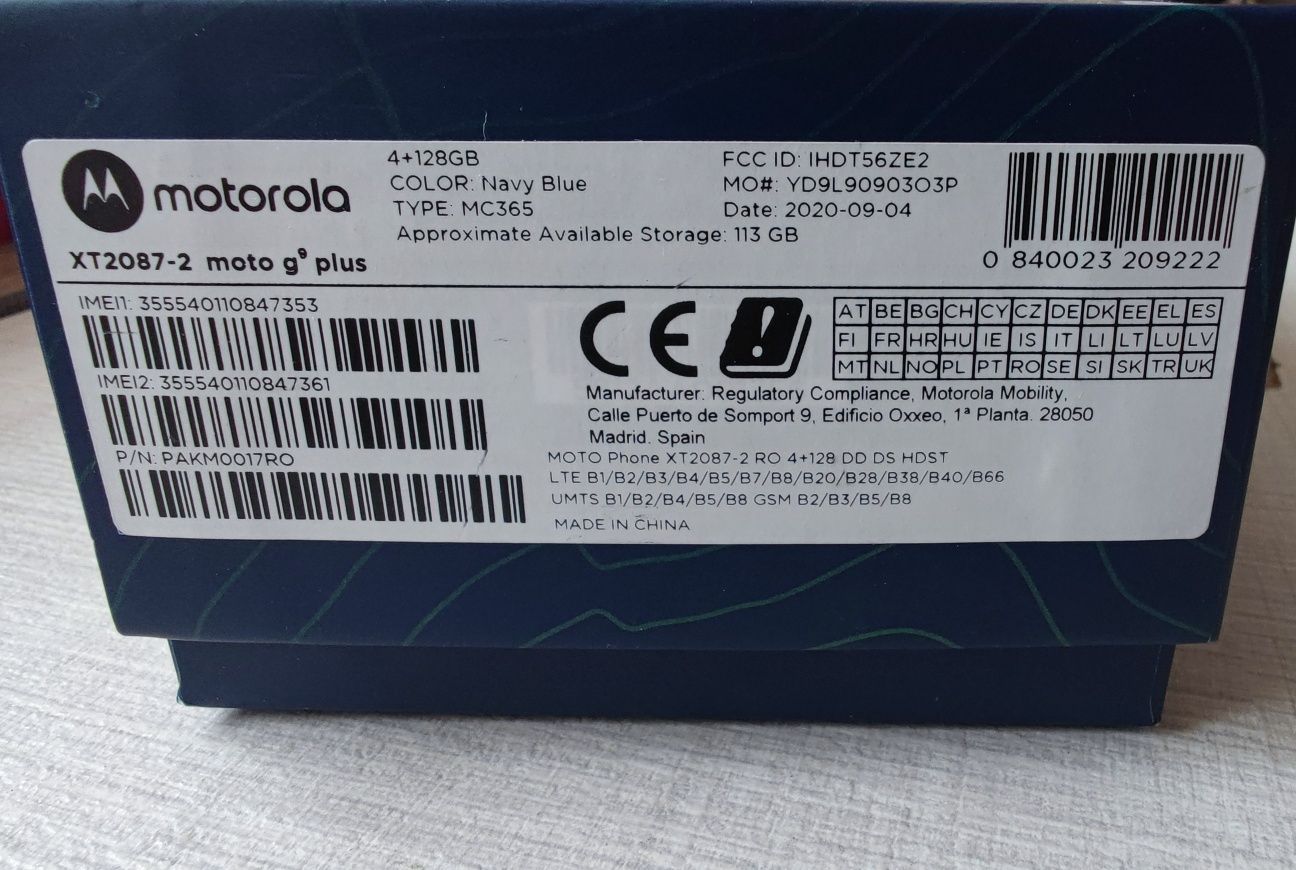 motorola
XT2087-2 moto g⁹ plus
4+128GB
COLOR: Navy Blue
TYPE: MC365
Approximate Available Storage: 113 GB
FCC ID: IHDT56ZE2
MO#: YD9L90903O3P
Date: 2020-09-04
0 840023 209222
IMEI1: 355540110847353
IMEI2: 355540110847361
P/N: PAKM0017RO
CE
AT BE BG CH CY CZ DE DK EE EL ES
FI FR HR HU IE IS IT LI LT LU LV
MT NL NO PL PT RO SE SI SK TR UK
Manufacturer: Regulatory Compliance, Motorola Mobility,
Calle Puerto de Somport 9, Edificio Oxxeo, 1ª Planta. 28050
Madrid. Spain
MOTO Phone XT2087-2 RO 4+128 DD DS HDST
LTE B1/B2/B3/B4/B5/B7/B8/B20/B28/B38/B40/B66
UMTS B1/B2/B4/B5/B8 GSM B2/B3/B5/B8
MADE IN CHINA